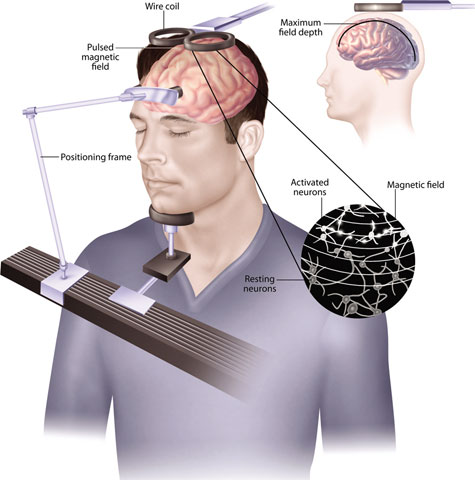 Wire coil
Maximum
field depth
Pulsed
magnetic
field
Positioning frame
Activated
neurons
Magnetic field
Resting
neurons